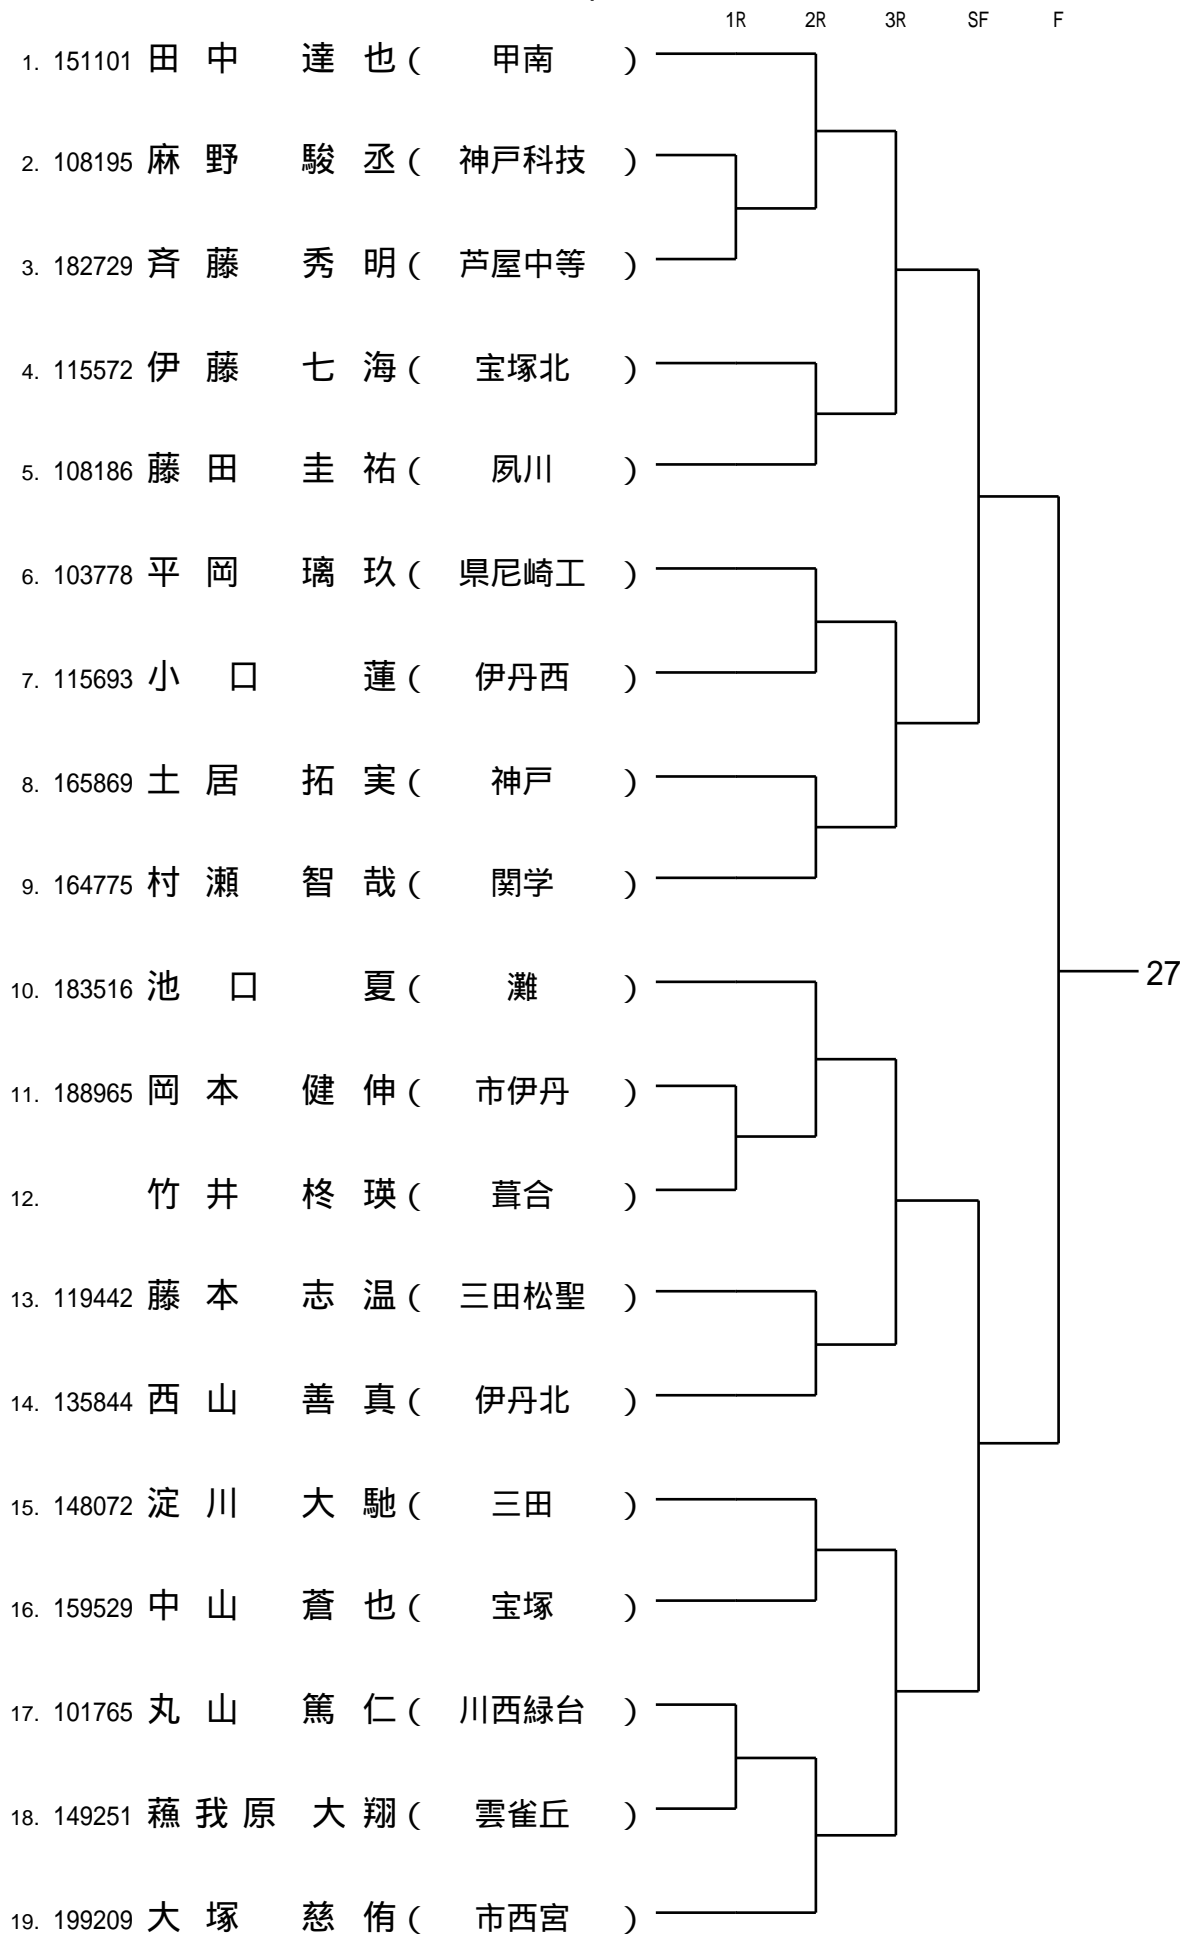 1R 2R 3R SF F
1. 151101 田中 達也 ( 甲南 )
2. 108195 麻野 駿丞 ( 神戸科技 )
3. 182729 斉藤 秀明 ( 芦屋中等 )
4. 115572 伊藤 七海 ( 宝塚北 )
5. 108186 藤田 圭祐 ( 夙川 )
6. 103778 平岡 璃玖 ( 県尼崎工 )
7. 115693 小口 蓮 ( 伊丹西 )
8. 165869 土居 拓実 ( 神戸 )
9. 164775 村瀬 智哉 ( 関学 )
27
10. 183516 池口 夏 ( 灘 )
11. 188965 岡本 健伸 ( 市伊丹 )
12. 竹井 柊瑛 ( 葺合 )
13. 119442 藤本 志温 ( 三田松聖 )
14. 135844 西山 善真 ( 伊丹北 )
15. 148072 淀川 大馳 ( 三田 )
16. 159529 中山 蒼也 ( 宝塚 )
17. 101765 丸山 篤仁 ( 川西緑台 )
18. 149251 蘓我原 大翔 ( 雲雀丘 )
19. 199209 大塚 慈侑 ( 市西宮 )